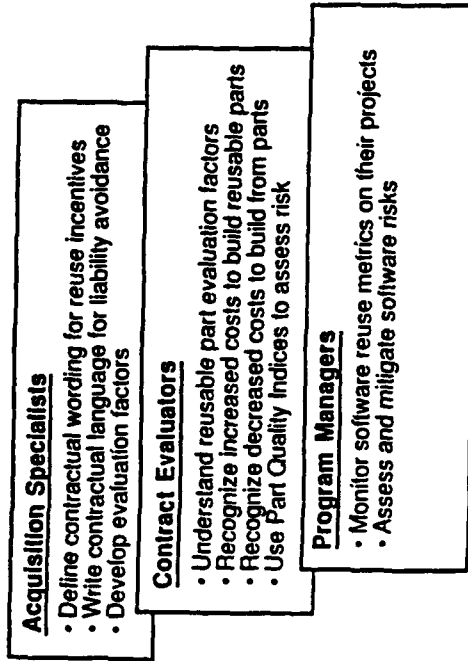 Acquisition Specialists
• Define contractual wording for reuse incentives
• Write contractual language for liability avoidance
• Develop evaluation factors
Contract Evaluators
• Understand reusable part evaluation factors
• Recognize increased costs to build reusable parts
• Recognize decreased costs to build from parts
• Use Part Quality Indices to assess risk
Program Managers
• Monitor software reuse metrics on their projects
• Assess and mitigate software risks